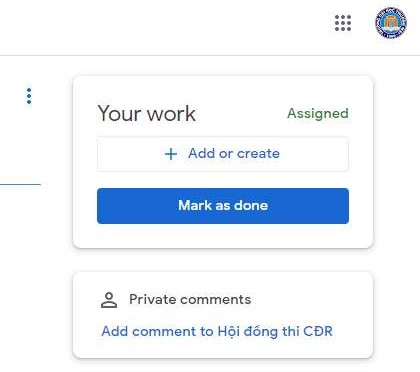 Your work
Assigned
+ Add or create
Mark as done
Private comments
Add comment to Hội đồng thi CĐR